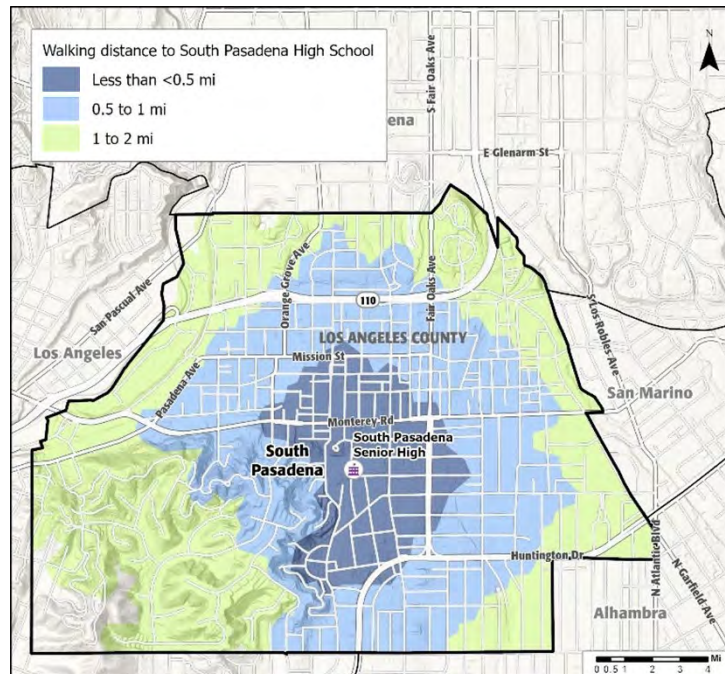 Walking distance to South Pasadena High School
Less than <0.5 mi
0.5 to 1 mi
1 to 2 mi
N
S Fair Oaks Ave
ena
E Glenarm St
Orange Grove Ave
San Pascual Ave
110
Fair Oaks Ave
S Los Robles Ave
Los Angeles
LOS ANGELES COUNTY
Mission St
Pasadena Ave
San Marino
Monterey Rd
South
Pasadena
South Pasadena
Senior High
Huntington Dr
N Atlantic Blvd
N Garfield Ave
Alhambra
Mi
0 0.5 1 2 3 4